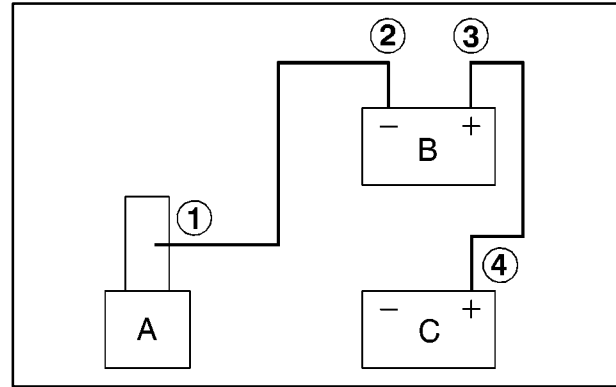 ② ③
− +
B
①
④
− +
A C